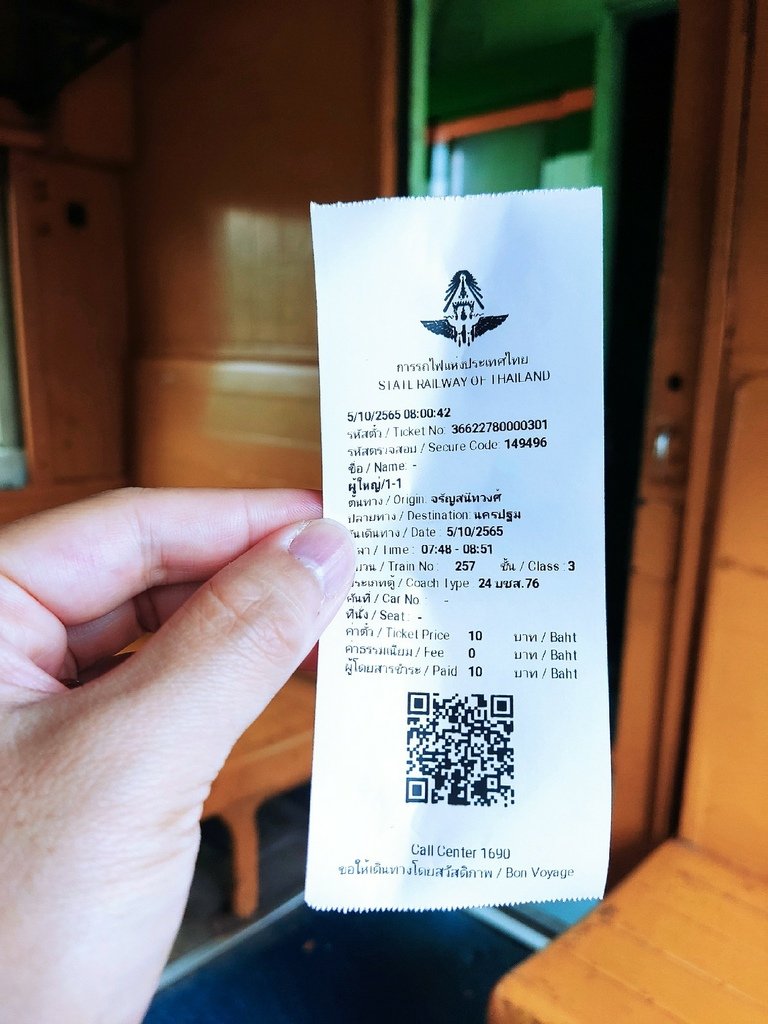 การรถไฟแห่งประเทศไทย
STATE RAILWAY OF THAILAND
5/10/2565 08:00:42
รหัสตั๋ว / Ticket No: 36622780000301
รหัสตรวจสอบ / Secure Code: 149496
ชื่อ / Name: -
ผู้ใหญ่/1-1
ต้นทาง / Origin: จรัญสนิทวงศ์
ปลายทาง / Destination: นครปฐม
วันเดินทาง / Date : 5/10/2565
ลา / Time : 07:48 - 08:51
บวน / Train No : 257 ชั้น / Class : 3
ประเภทตู้ / Coach Type 24 บชส.76
คันที่ / Car No : -
ที่นั่ง / Seat : -
ค่าตั๋ว / Ticket Price 10 บาท / Baht
ค่าธรรมเนียม / Fee 0 บาท / Baht
ผู้โดยสารชำระ / Paid 10 บาท / Baht
Call Center 1690
ขอให้เดินทางโดยสวัสดิภาพ / Bon Voyage